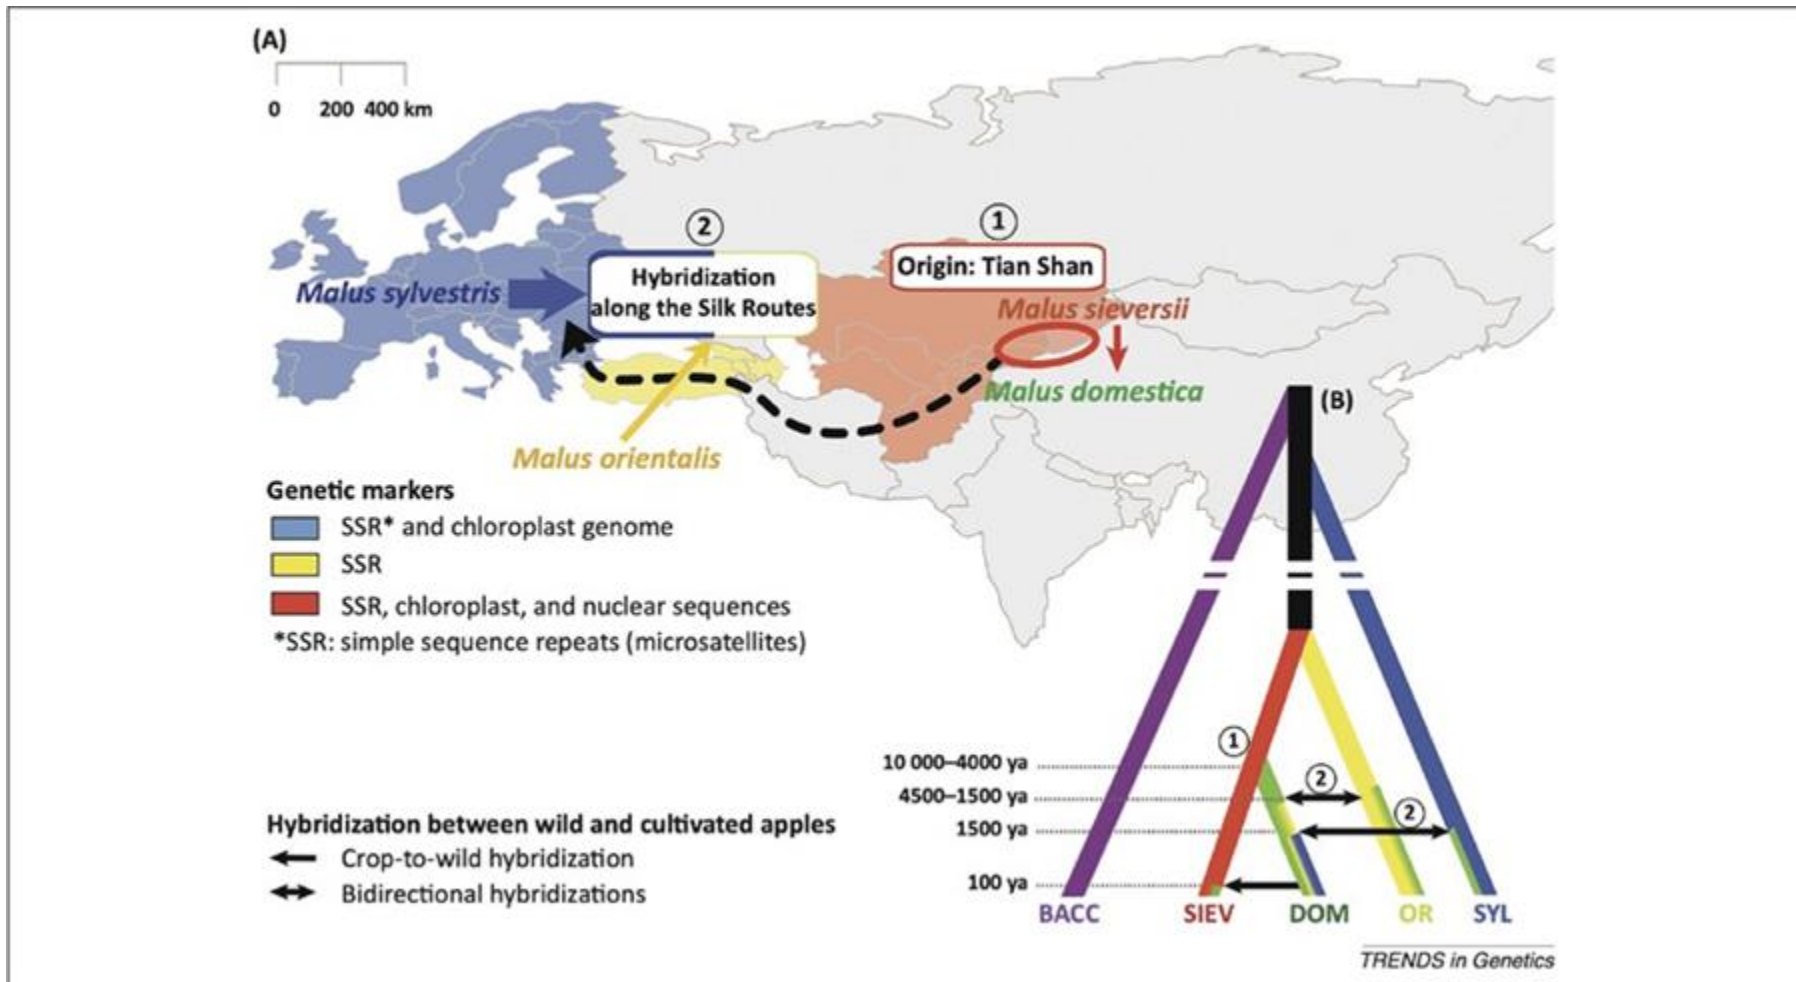 (A)
0 200 400 km
2
1
Hybridization
along the Silk Routes
Origin: Tian Shan
Malus sylvestris
Malus sieversii
Malus domestica
Malus orientalis
Genetic markers
SSR* and chloroplast genome
SSR
SSR, chloroplast, and nuclear sequences
*SSR: simple sequence repeats (microsatellites)
Hybridization between wild and cultivated apples
Crop-to-wild hybridization
Bidirectional hybridizations
(B)
1
10 000–4000 ya
2
4500–1500 ya
2
1500 ya
100 ya
BACC SIEV DOM OR SYL
TRENDS in Genetics